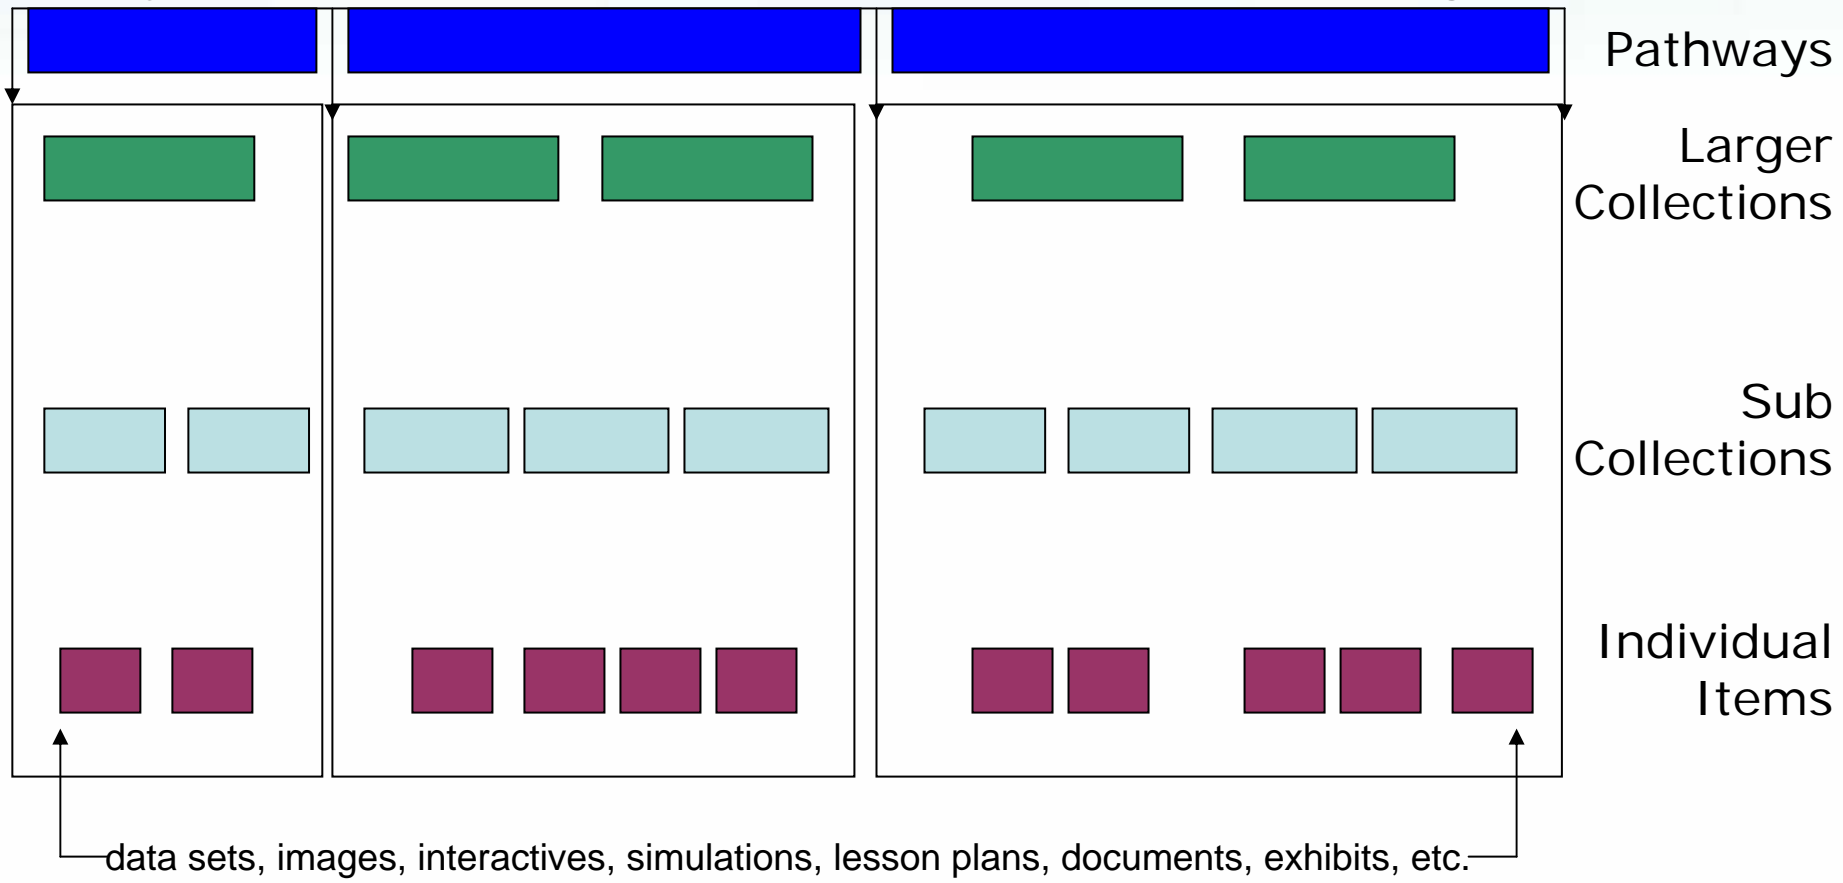 Pathways
Larger
Collections
Sub
Collections
Individual
Items
data sets, images, interactives, simulations, lesson plans, documents, exhibits, etc.